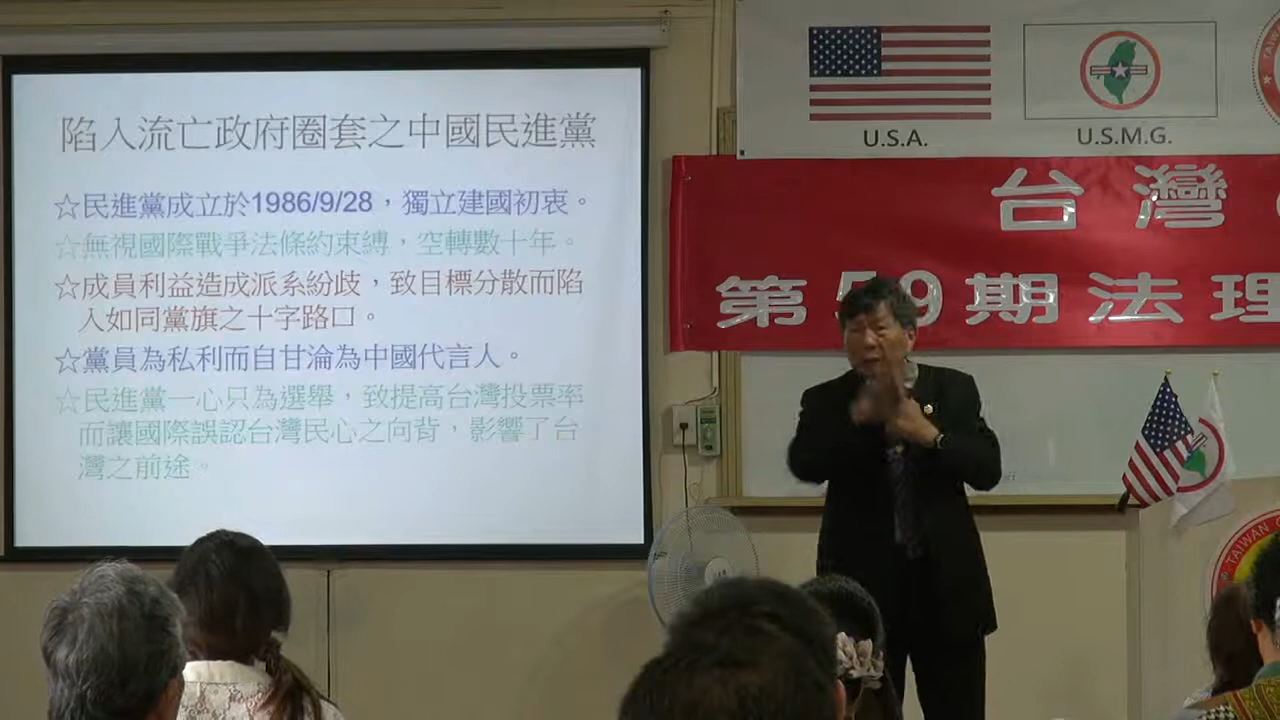 陷入流亡政府圈套之中國民進黨
☆民進黨成立於1986/9/28，獨立建國初衷。
☆無視國際戰爭法條約束縛，空轉數十年。
☆成員利益造成派系紛歧，致目標分散而陷
入如同黨旗之十字路口。
☆黨員為私利而自甘淪為中國代言人。
☆民進黨一心只為選舉，致提高台灣投票率
而讓國際誤認台灣民心之向背，影響了台
灣之前途。
U.S.A.
U.S.M.G.
台灣
第59期法理
TAIWAN